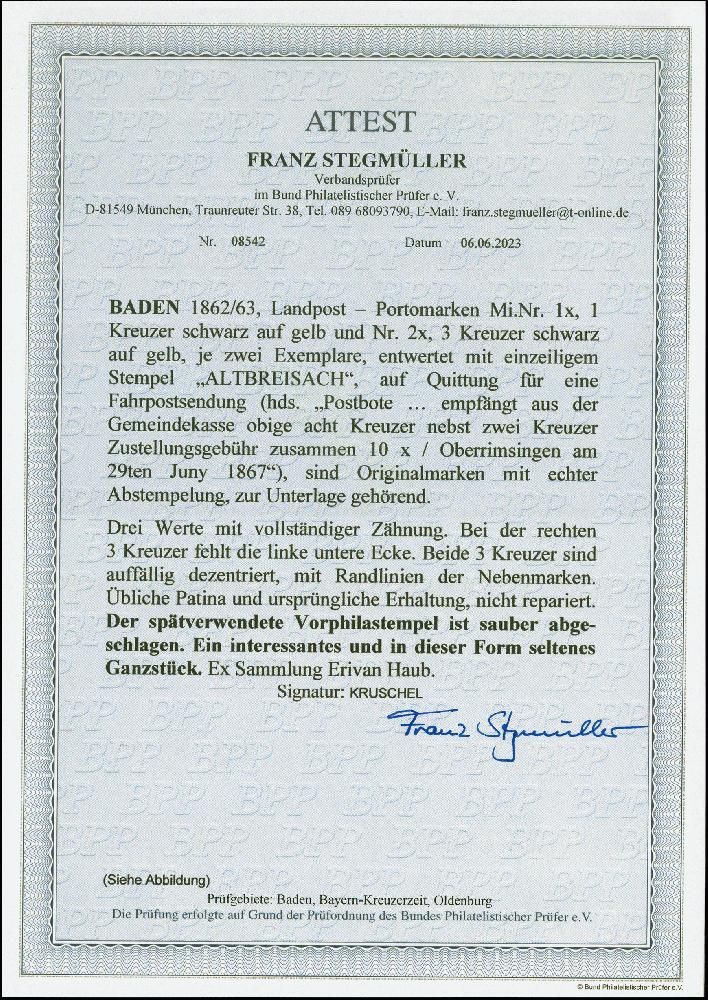 ATTEST
FRANZ STEGMÜLLER
Verbandsprüfer
im Bund Philatelistischer Prüfer e. V.
D-81549 München, Traunreuter Str. 38, Tel. 089 68093790, E-Mail: franz.stegmueller@t-online.de
Nr. 08542 Datum 06.06.2023
BADEN 1862/63, Landpost – Portomarken Mi.Nr. 1x, 1
Kreuzer schwarz auf gelb und Nr. 2x, 3 Kreuzer schwarz
auf gelb, je zwei Exemplare, entwertet mit einzeiligem
Stempel „ALTBREISACH“, auf Quittung für eine
Fahrpostsendung (hds. „Postbote … empfängt aus der
Gemeindekasse obige acht Kreuzer nebst zwei Kreuzer
Zustellungsgebühr zusammen 10 x / Oberrimsingen am
29ten Juny 1867“), sind Originalmarken mit echter
Abstempelung, zur Unterlage gehörend.
Drei Werte mit vollständiger Zähnung. Bei der rechten
3 Kreuzer fehlt die linke untere Ecke. Beide 3 Kreuzer sind
auffällig dezentriert, mit Randlinien der Nebenmarken.
Übliche Patina und ursprüngliche Erhaltung, nicht repariert.
Der spätverwendete Vorphilastempel ist sauber abge-
schlagen. Ein interessantes und in dieser Form seltenes
Ganzstück. Ex Sammlung Erivan Haub.
Signatur: KRUSCHEL
Franz Stegmüller
(Siehe Abbildung)
Prüfgebiete: Baden, Bayern-Kreuzerzeit, Oldenburg
Die Prüfung erfolgte auf Grund der Prüfordnung des Bundes Philatelistischer Prüfer e.V.
© Bund Philatelistischer Prüfer e.V.